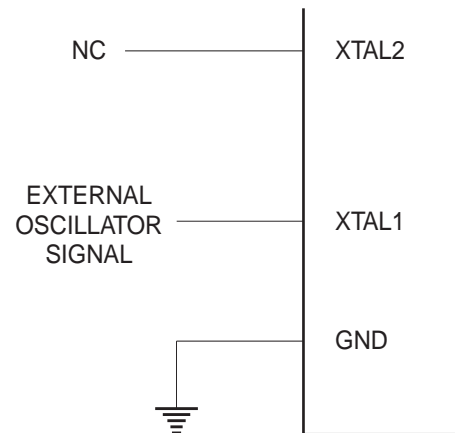 NC
XTAL2
EXTERNAL
OSCILLATOR
SIGNAL
XTAL1
GND